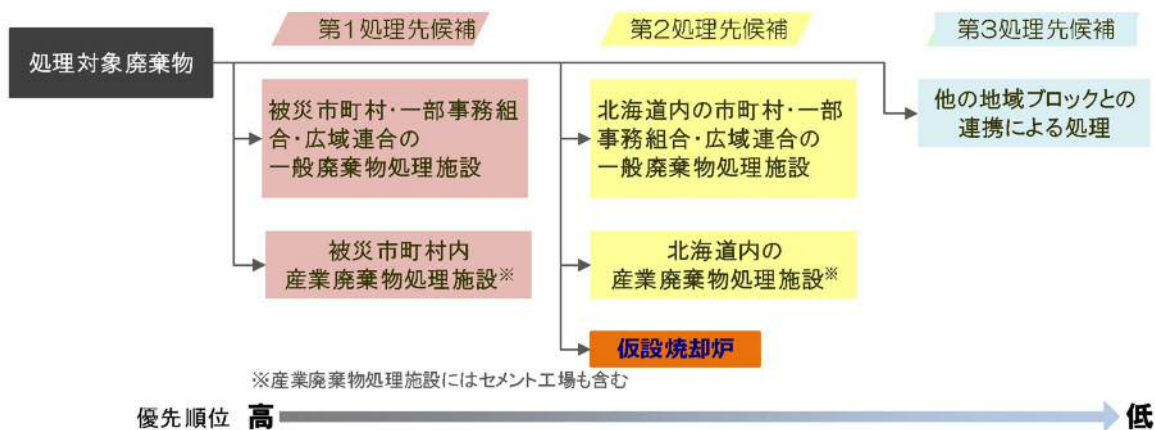 第1処理先候補
第2処理先候補
第3処理先候補
処理対象廃棄物
被災市町村・一部事務組
合・広域連合の
一般廃棄物処理施設
北海道内の市町村・一部
事務組合・広域連合の
一般廃棄物処理施設
他の地域ブロックとの
連携による処理
被災市町村内
産業廃棄物処理施設※
北海道内の
産業廃棄物処理施設※
仮設焼却炉
※産業廃棄物処理施設にはセメント工場も含む
優先順位 高 低